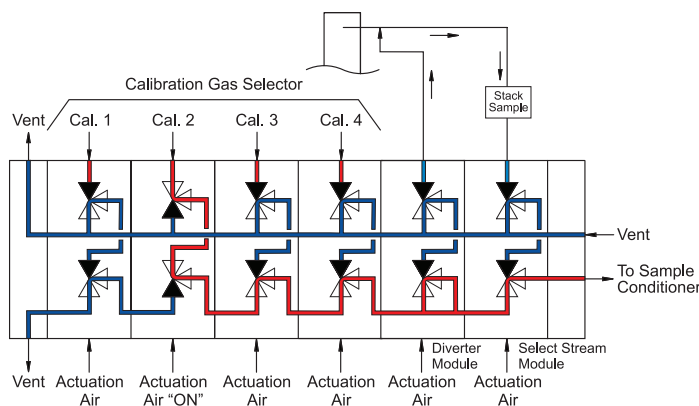 Calibration Gas Selector
Stack
Sample
Vent
Cal. 1
Cal. 2
Cal. 3
Cal. 4
Vent
To Sample
Conditioner
Diverter
Module
Select Stream
Module
Vent
Actuation
Air
Actuation
Air “ON”
Actuation
Air
Actuation
Air
Actuation
Air
Actuation
Air